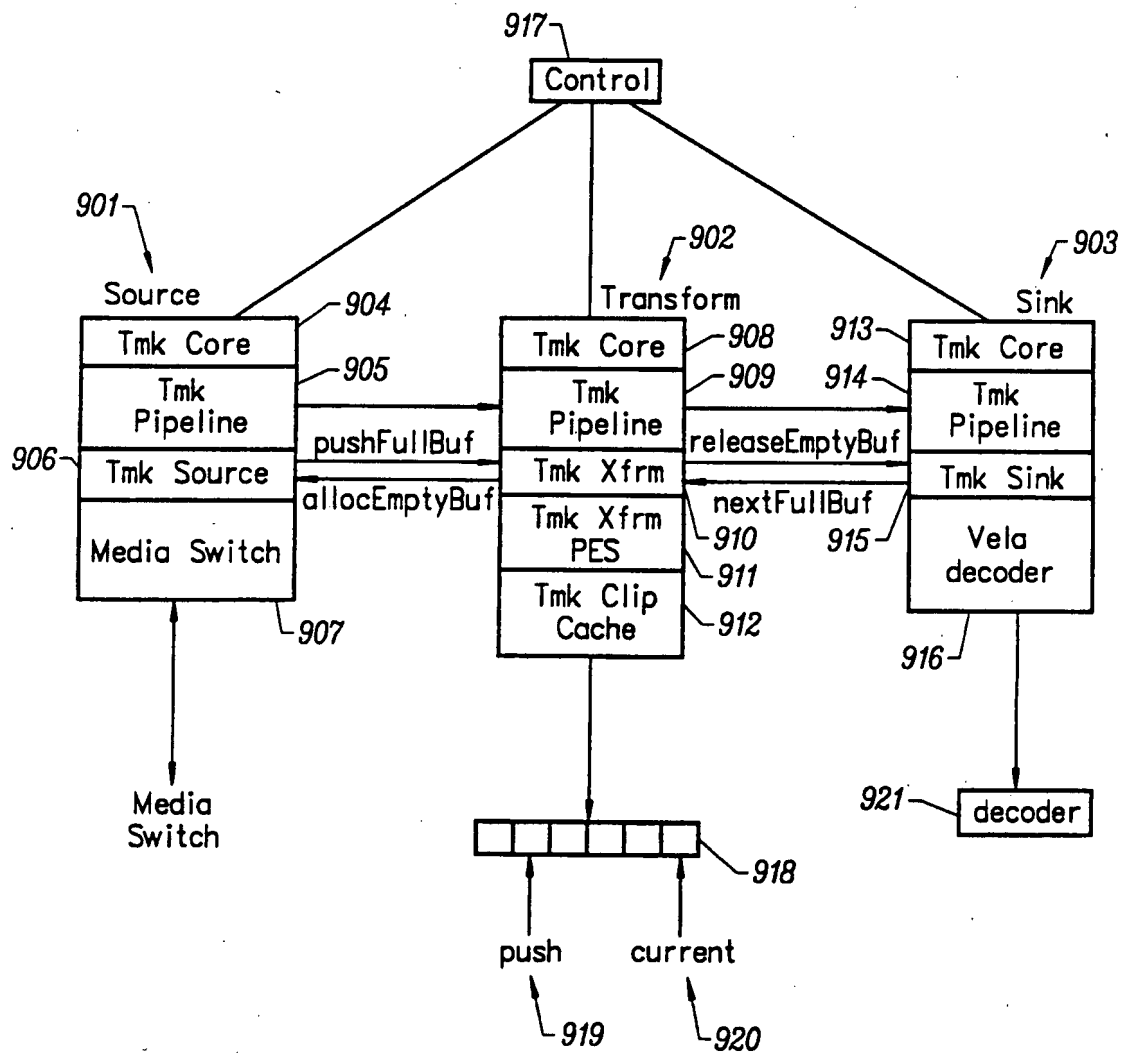 917
Control
901
902
903
Source
Transform
Sink
904
908
913
Tmk Core
Tmk Core
Tmk Core
905
909
914
Tmk
Pipeline
Tmk
Pipeline
Tmk
Pipeline
pushFullBuf
releaseEmptyBuf
906
Tmk Source
Tmk Xfrm
Tmk Sink
allocEmptyBuf
nextFullBuf
910
915
Media Switch
Tmk Xfrm
PES
Vela
decoder
911
907
Tmk Clip
Cache
912
916
Media
Switch
921
decoder
918
push
current
919
920